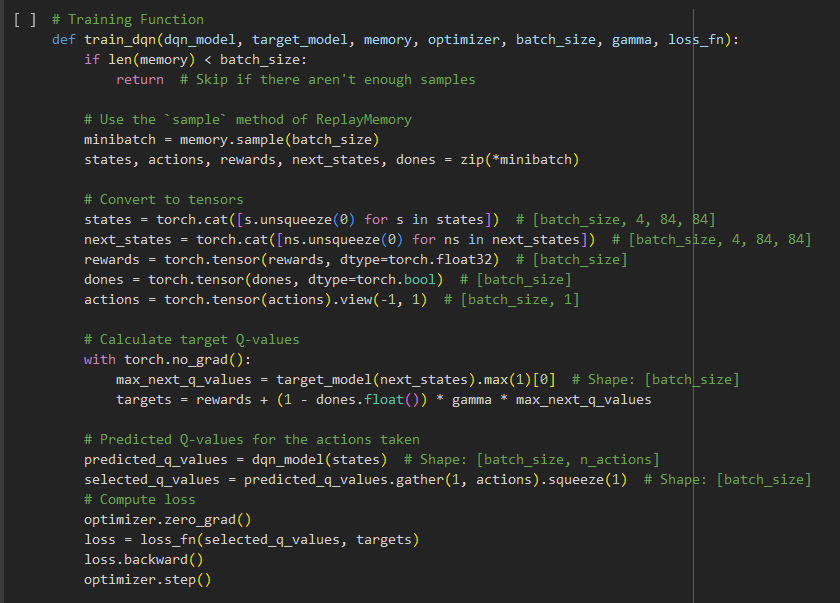 [ ] # Training Function
def train_dqn(dqn_model, target_model, memory, optimizer, batch_size, gamma, loss_fn):
    if len(memory) < batch_size:
        return  # Skip if there aren't enough samples

    # Use the `sample` method of ReplayMemory
    minibatch = memory.sample(batch_size)
    states, actions, rewards, next_states, dones = zip(*minibatch)

    # Convert to tensors
    states = torch.cat([s.unsqueeze(0) for s in states])  # [batch_size, 4, 84, 84]
    next_states = torch.cat([ns.unsqueeze(0) for ns in next_states])  # [batch_size, 4, 84, 84]
    rewards = torch.tensor(rewards, dtype=torch.float32)  # [batch_size]
    dones = torch.tensor(dones, dtype=torch.bool)  # [batch_size]
    actions = torch.tensor(actions).view(-1, 1)  # [batch_size, 1]

    # Calculate target Q-values
    with torch.no_grad():
        max_next_q_values = target_model(next_states).max(1)[0]  # Shape: [batch_size]
        targets = rewards + (1 - dones.float()) * gamma * max_next_q_values

    # Predicted Q-values for the actions taken
    predicted_q_values = dqn_model(states)  # Shape: [batch_size, n_actions]
    selected_q_values = predicted_q_values.gather(1, actions).squeeze(1)  # Shape: [batch_size]
    # Compute loss
    optimizer.zero_grad()
    loss = loss_fn(selected_q_values, targets)
    loss.backward()
    optimizer.step()